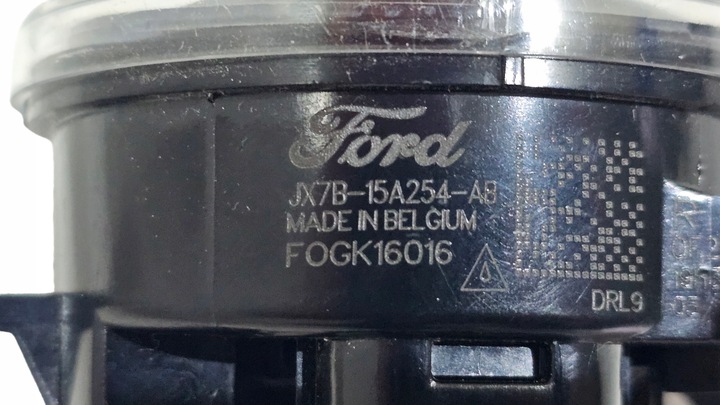 Ford
JX7B-15A254-AB
MADE IN BELGIUM
FOGK16016
DRL9